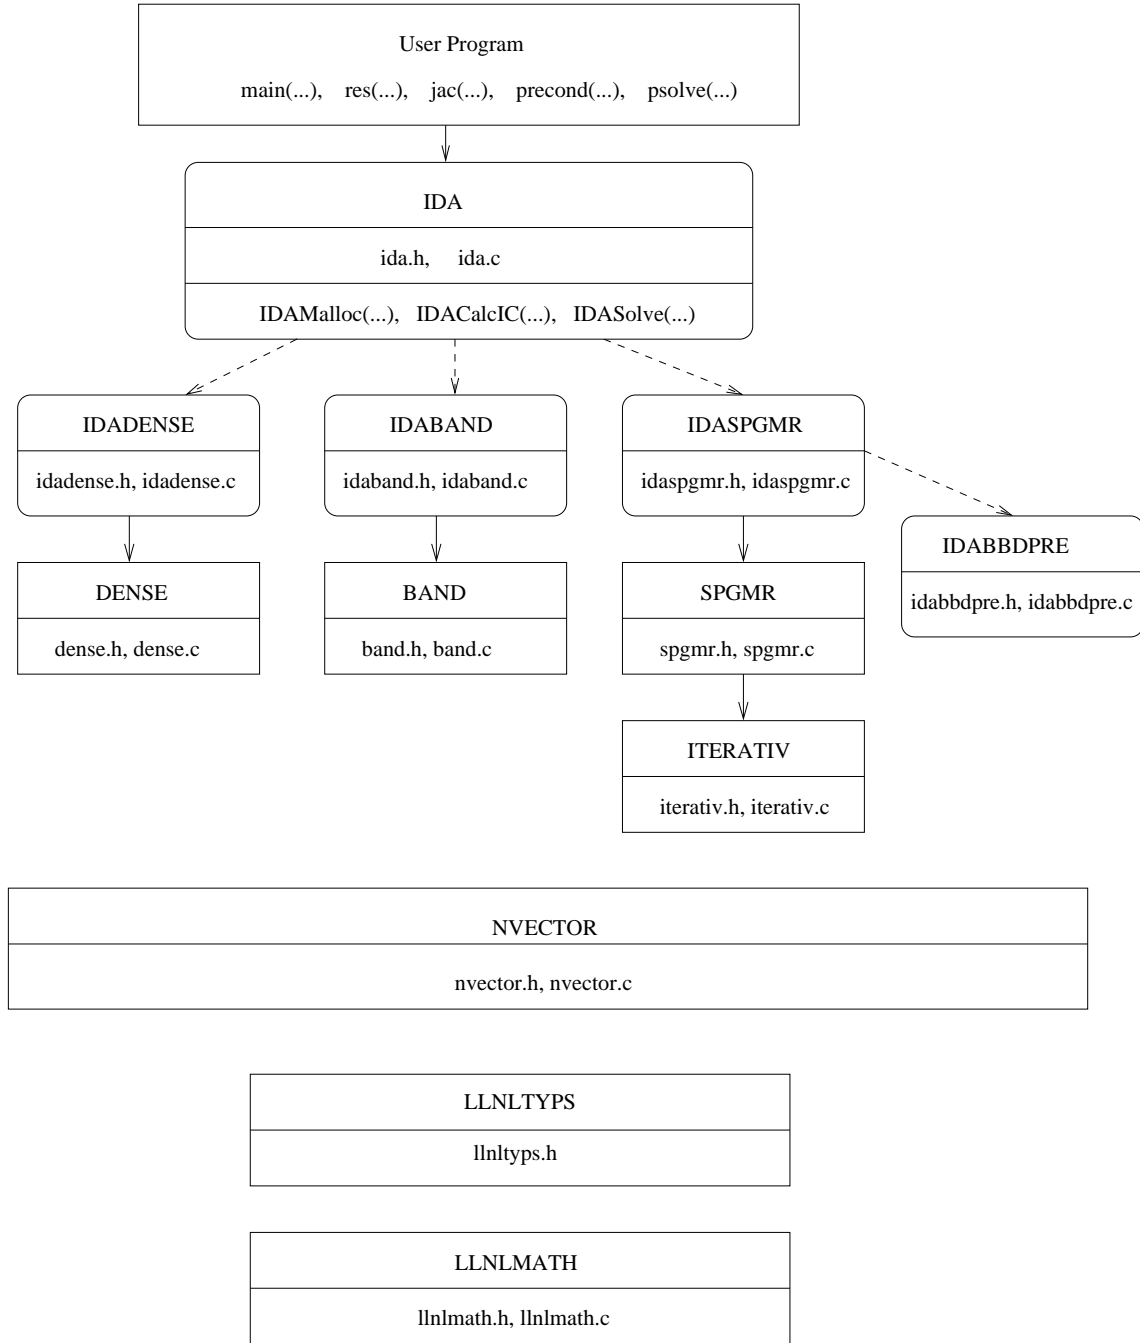 User Program
main(...), res(...), jac(...), precond(...), psolve(...)
IDA
ida.h, ida.c
IDAMalloc(...), IDACalcIC(...), IDASolve(...)
IDADENSE
idadense.h, idadense.c
IDABAND
idaband.h, idaband.c
IDASPGMR
idaspgmr.h, idaspgmr.c
IDABBDPRE
idabbdpre.h, idabbdpre.c
DENSE
dense.h, dense.c
BAND
band.h, band.c
SPGMR
spgmr.h, spgmr.c
ITERATIV
iterativ.h, iterativ.c
NVECTOR
nvector.h, nvector.c
LLNLTYPS
llnltyps.h
LLNLMATH
llnlmath.h, llnlmath.c